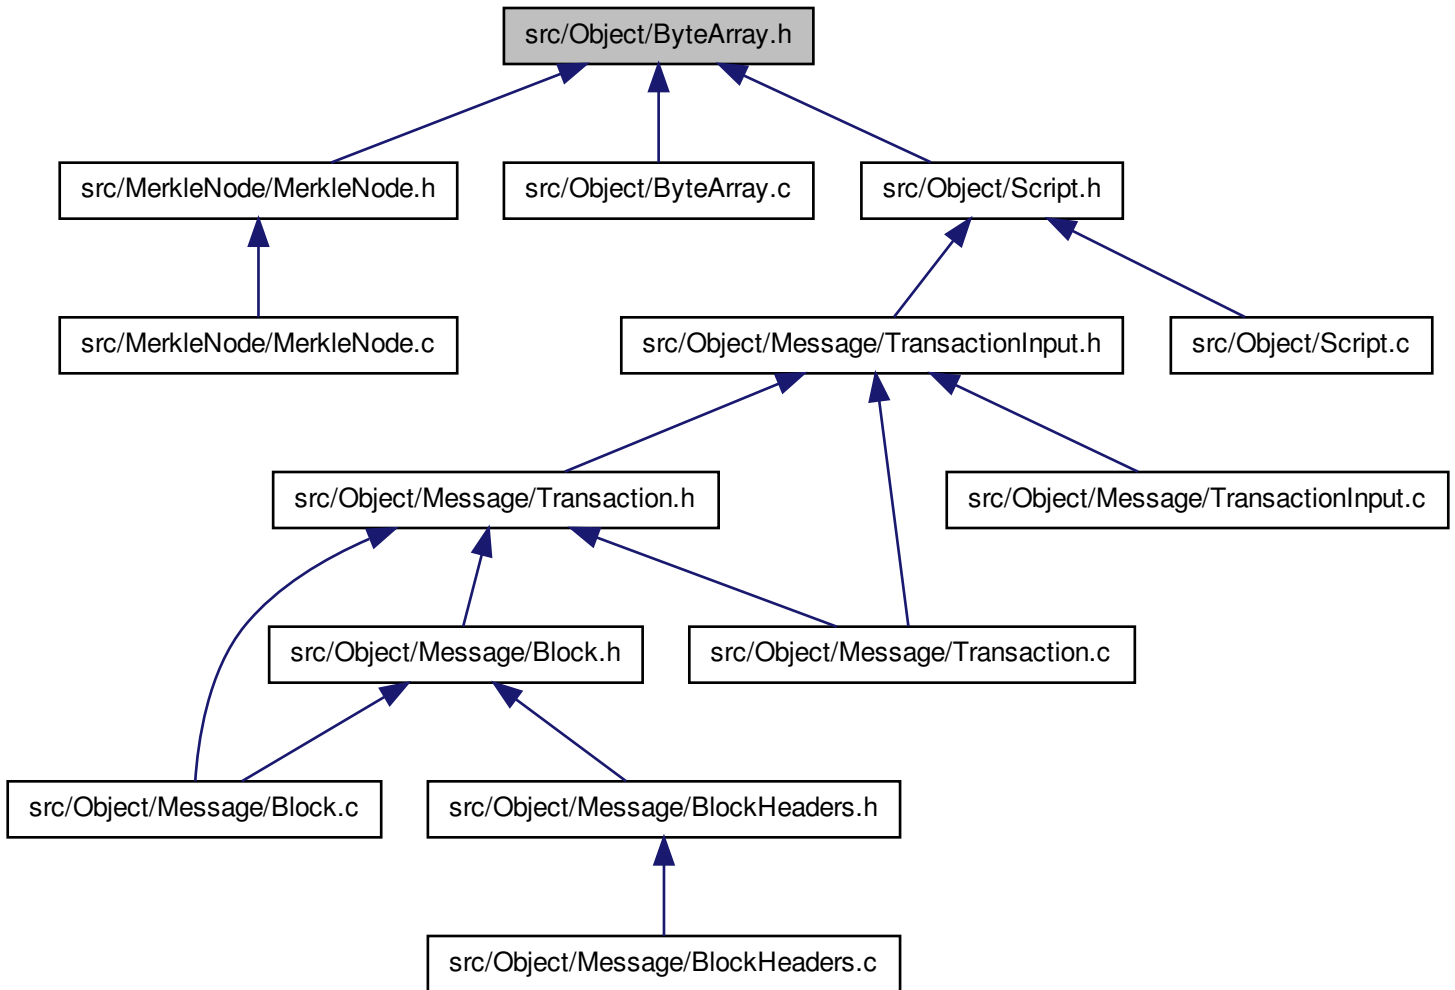 src/Object/ByteArray.h
src/MerkleNode/MerkleNode.h
src/Object/ByteArray.c
src/Object/Script.h
src/MerkleNode/MerkleNode.c
src/Object/Message/TransactionInput.h
src/Object/Script.c
src/Object/Message/Transaction.h
src/Object/Message/TransactionInput.c
src/Object/Message/Block.h
src/Object/Message/Transaction.c
src/Object/Message/Block.c
src/Object/Message/BlockHeaders.h
src/Object/Message/BlockHeaders.c